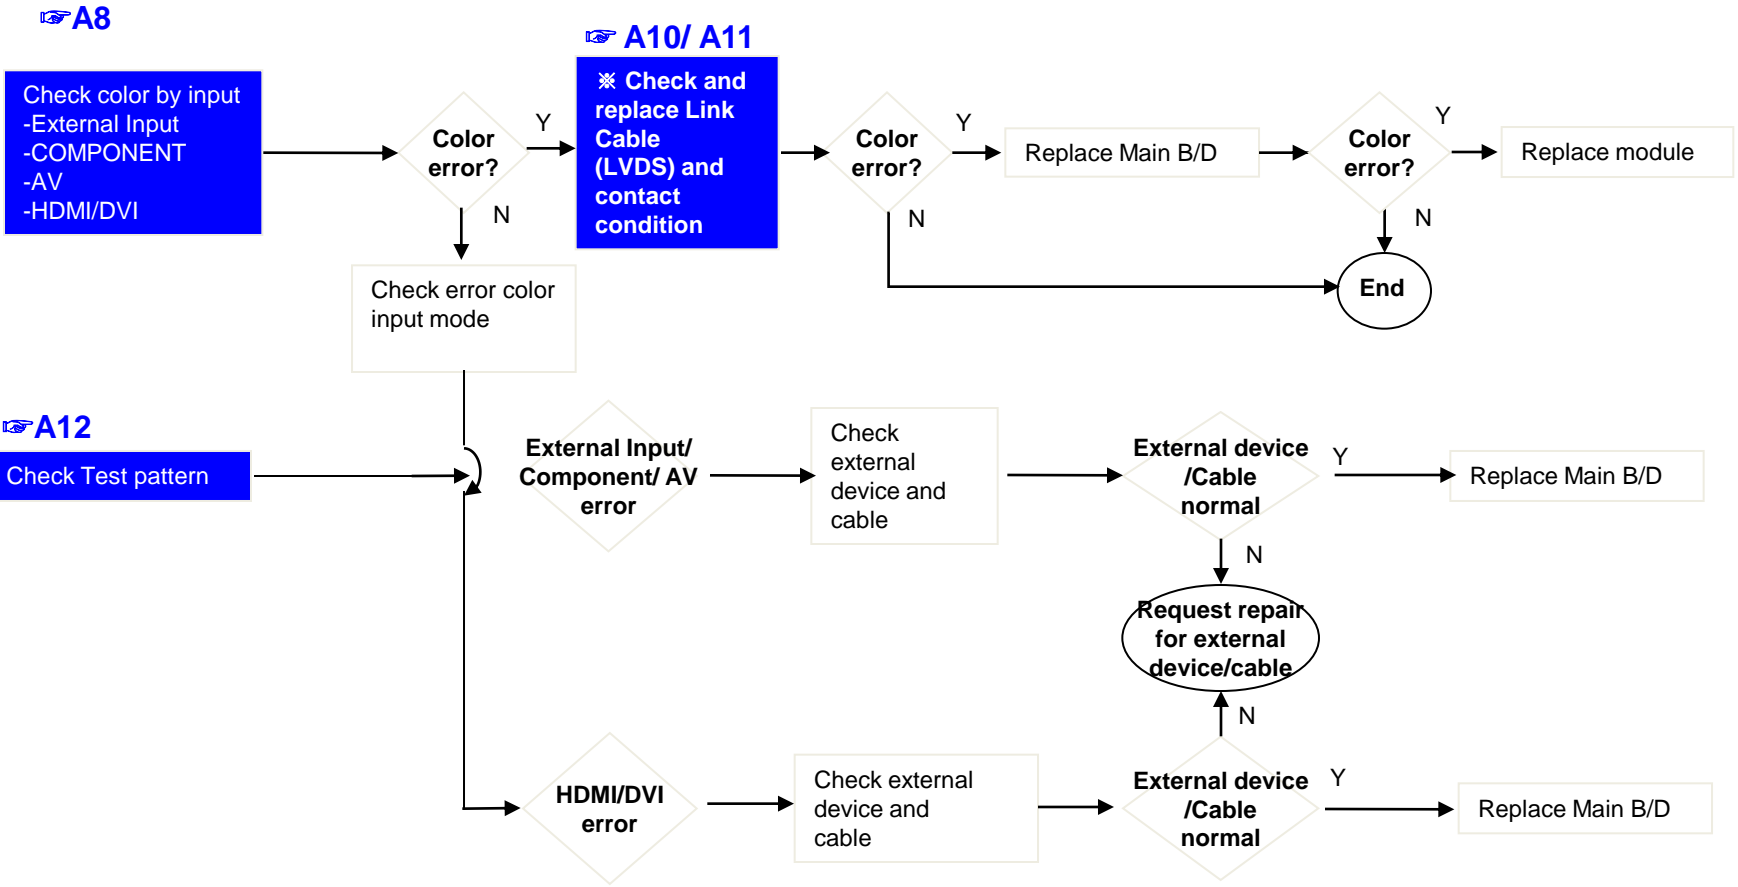 ☞A8
☞ A10/ A11
Check color by input
-External Input
-COMPONENT
-AV
-HDMI/DVI
Color
error?
Y
N
※ Check and
replace Link
Cable
(LVDS) and
contact
condition
Color
error?
Y
N
Replace Main B/D
Color
error?
Y
N
Replace module
End
Check error color
input mode
☞A12
Check Test pattern
External Input/
Component/ AV
error
Check
external
device and
cable
External device
/Cable
normal
Y
N
Replace Main B/D
Request repair
for external
device/cable
N
HDMI/DVI
error
Check external
device and
cable
External device
/Cable
normal
Y
Replace Main B/D